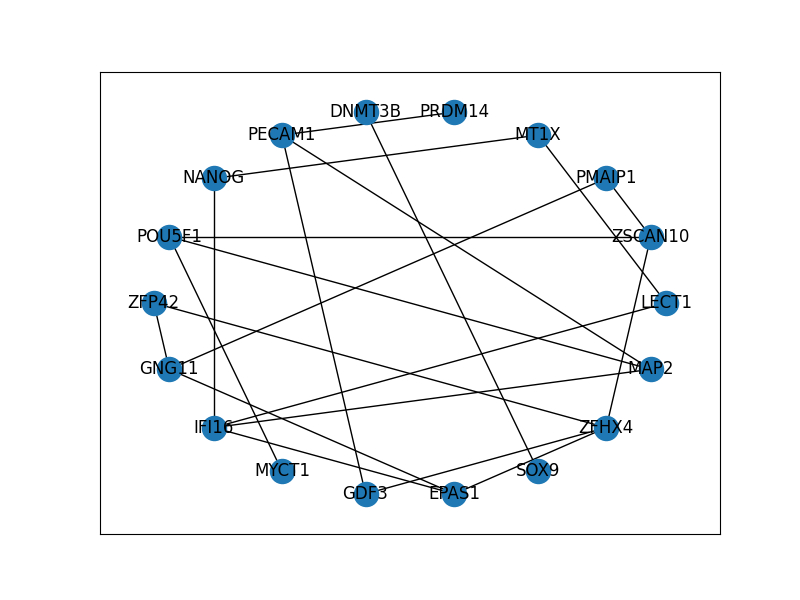 DNMT3B PRDM14
PECAM1 MT1X
NANOG PMAIP1
POU5F1 ZSCAN10
ZFP42 LECT1
GNG11 MAP2
IFI16 ZFHX4
MYCT1 SOX9
GDF3 EPAS1